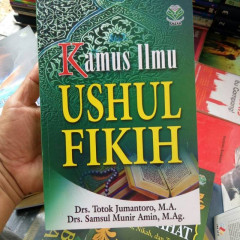 Kamus Ilmu
USHUL
FIKIH
Drs. Totok Jumantoro, M.A.
Drs. Samsul Munir Amin, M.Ag.